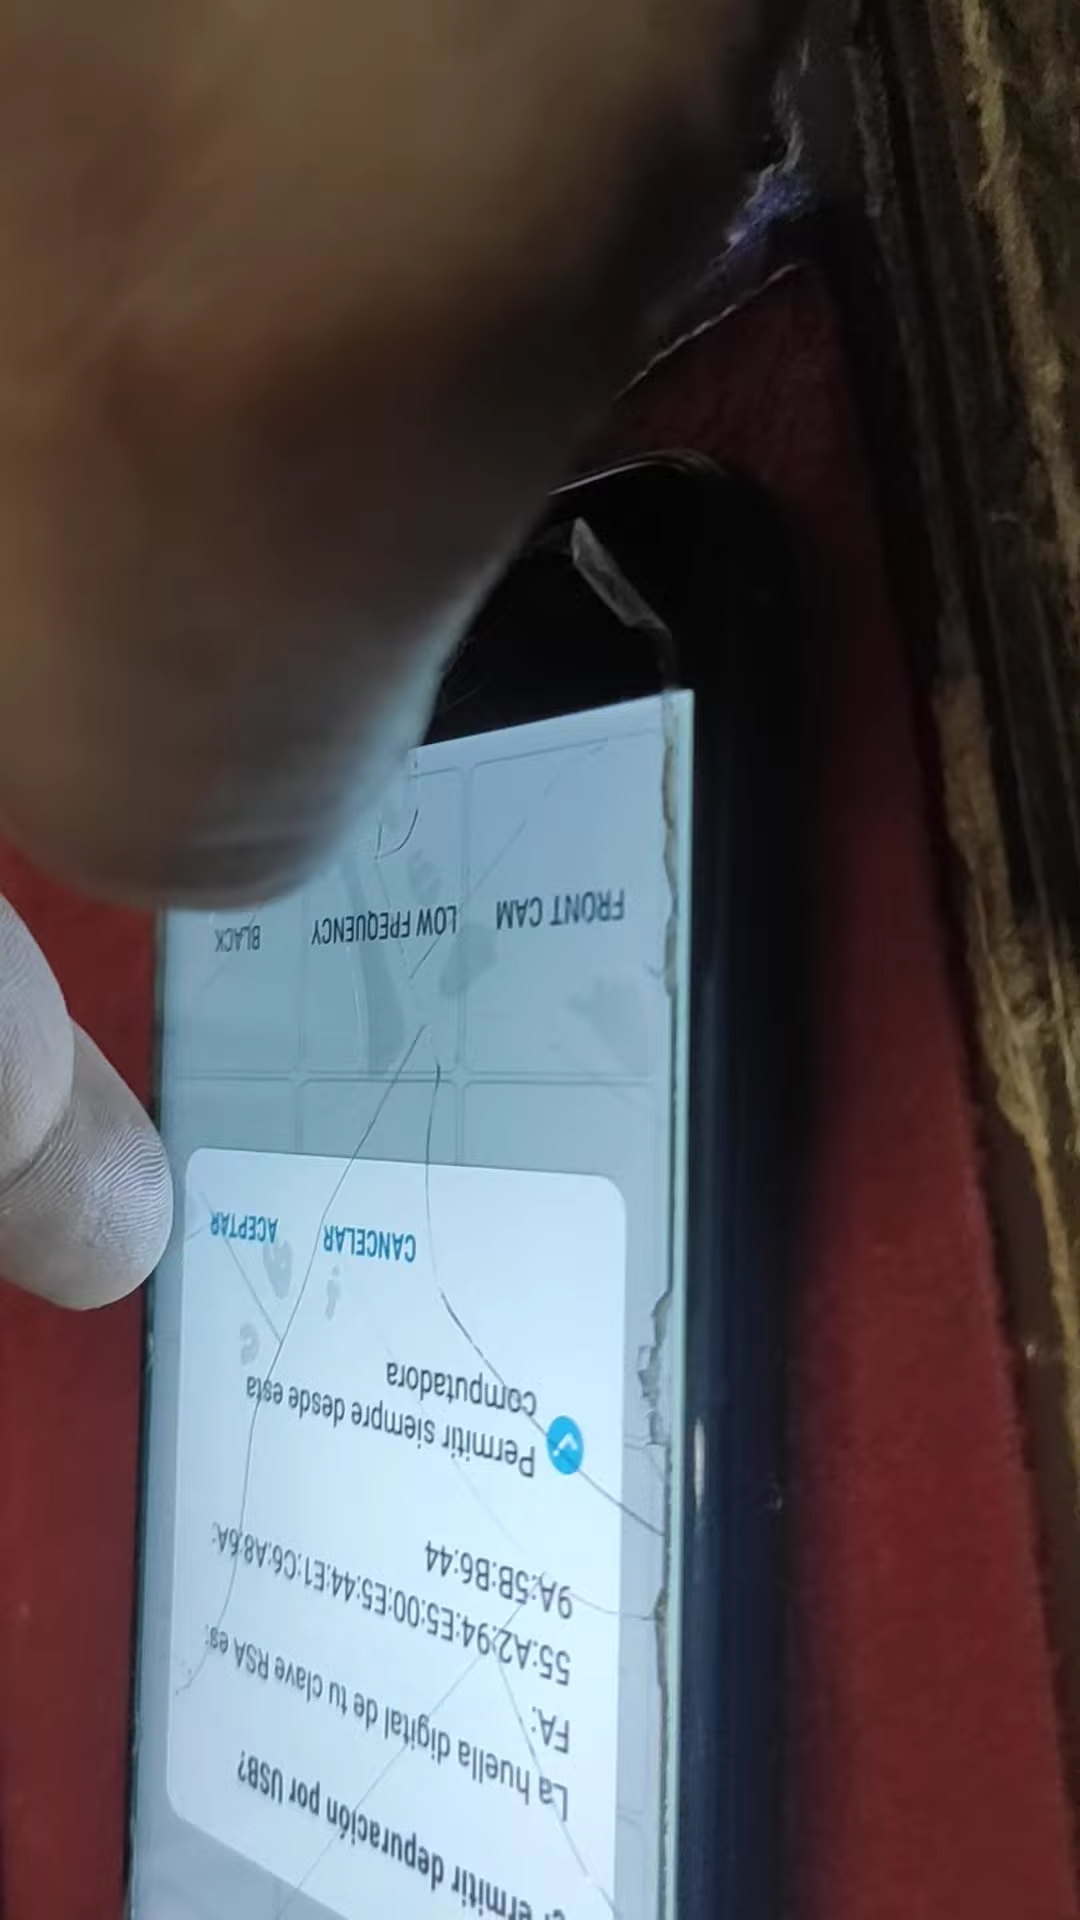 ¿Permitir depuración por USB?
La huella digital de tu clave RSA es:
FA:
55:A2:94:E5:00:E5:44:E1:C6:A8:6A:
9A:5B:B6:44
Permitir siempre desde esta
computadora
CANCELAR ACEPTAR
FRONT CAM LOW FREQUENCY BLACK